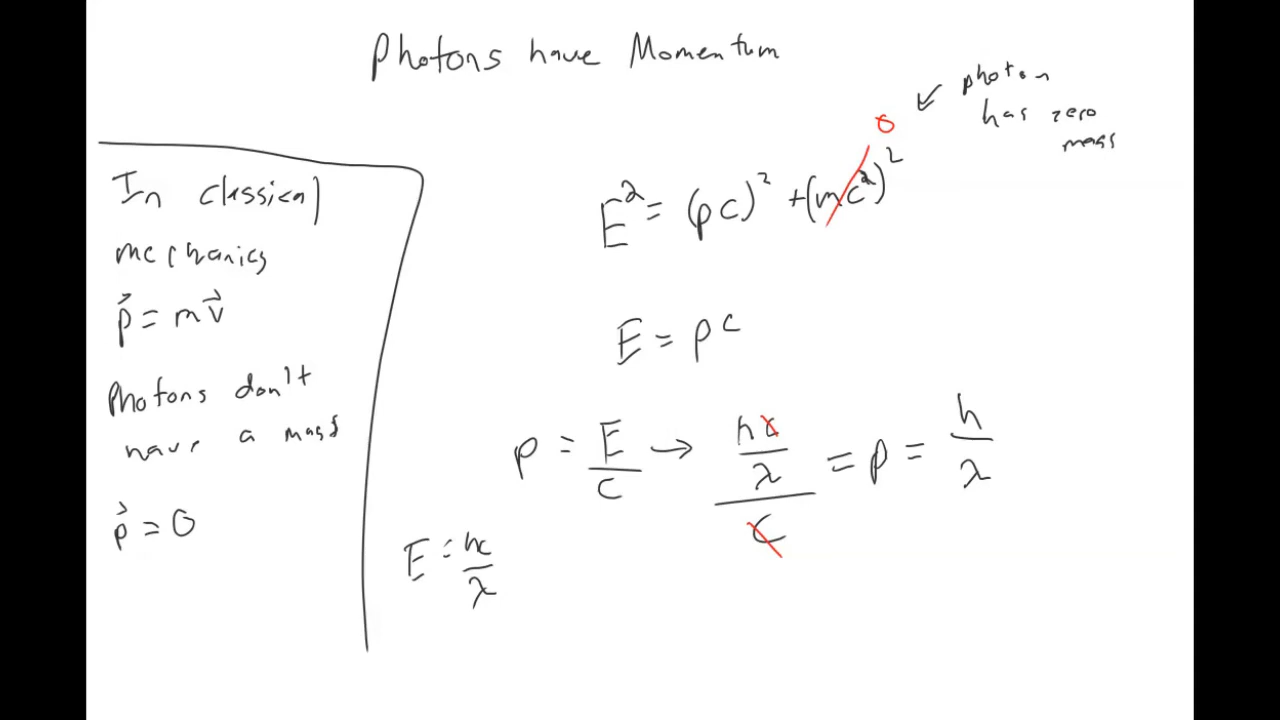 Photons have Momentum
In classical
mechanics
p⃗ = mv⃗
Photons don't
have a mass
p⃗ = 0
photon
has zero
mass
0
E² = (pc)² + (mc²)²
E = pc
p = E/c → (hc/λ)/c = p = h/λ
E = hc/λ